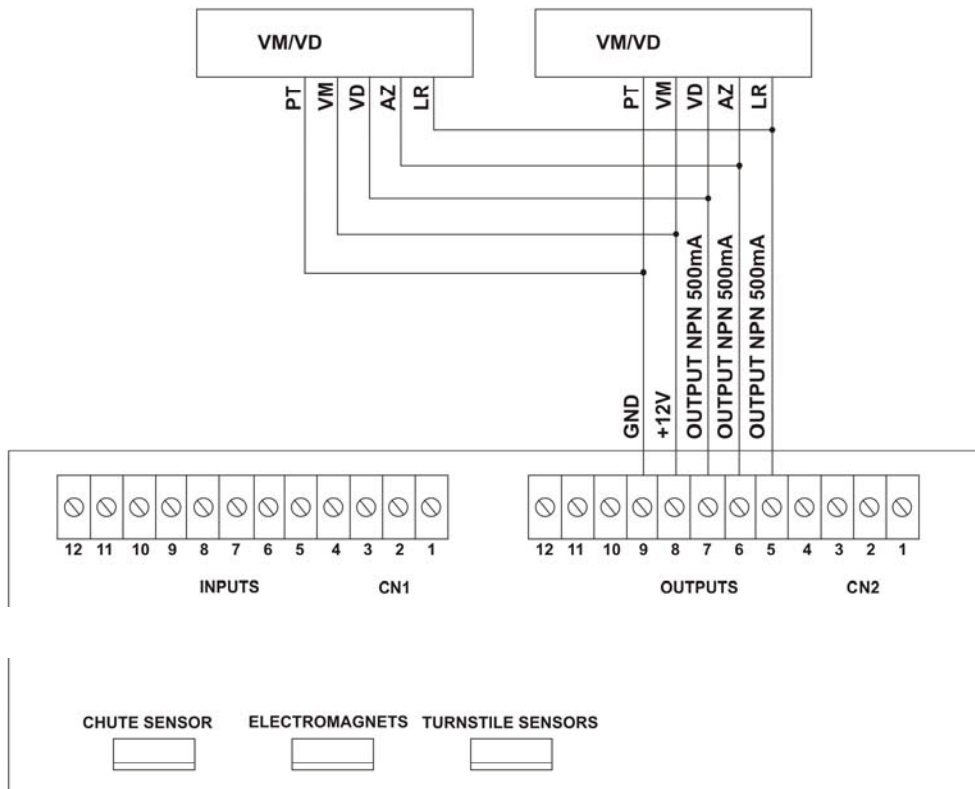 VM/VD
VM/VD
PT VM VD AZ LR
PT VM VD AZ LR
GND
+12V
OUTPUT NPN 500mA
OUTPUT NPN 500mA
OUTPUT NPN 500mA
12 11 10 9 8 7 6 5 4 3 2 1
12 11 10 9 8 7 6 5 4 3 2 1
INPUTS CN1
OUTPUTS CN2
CHUTE SENSOR
ELECTROMAGNETS
TURNSTILE SENSORS